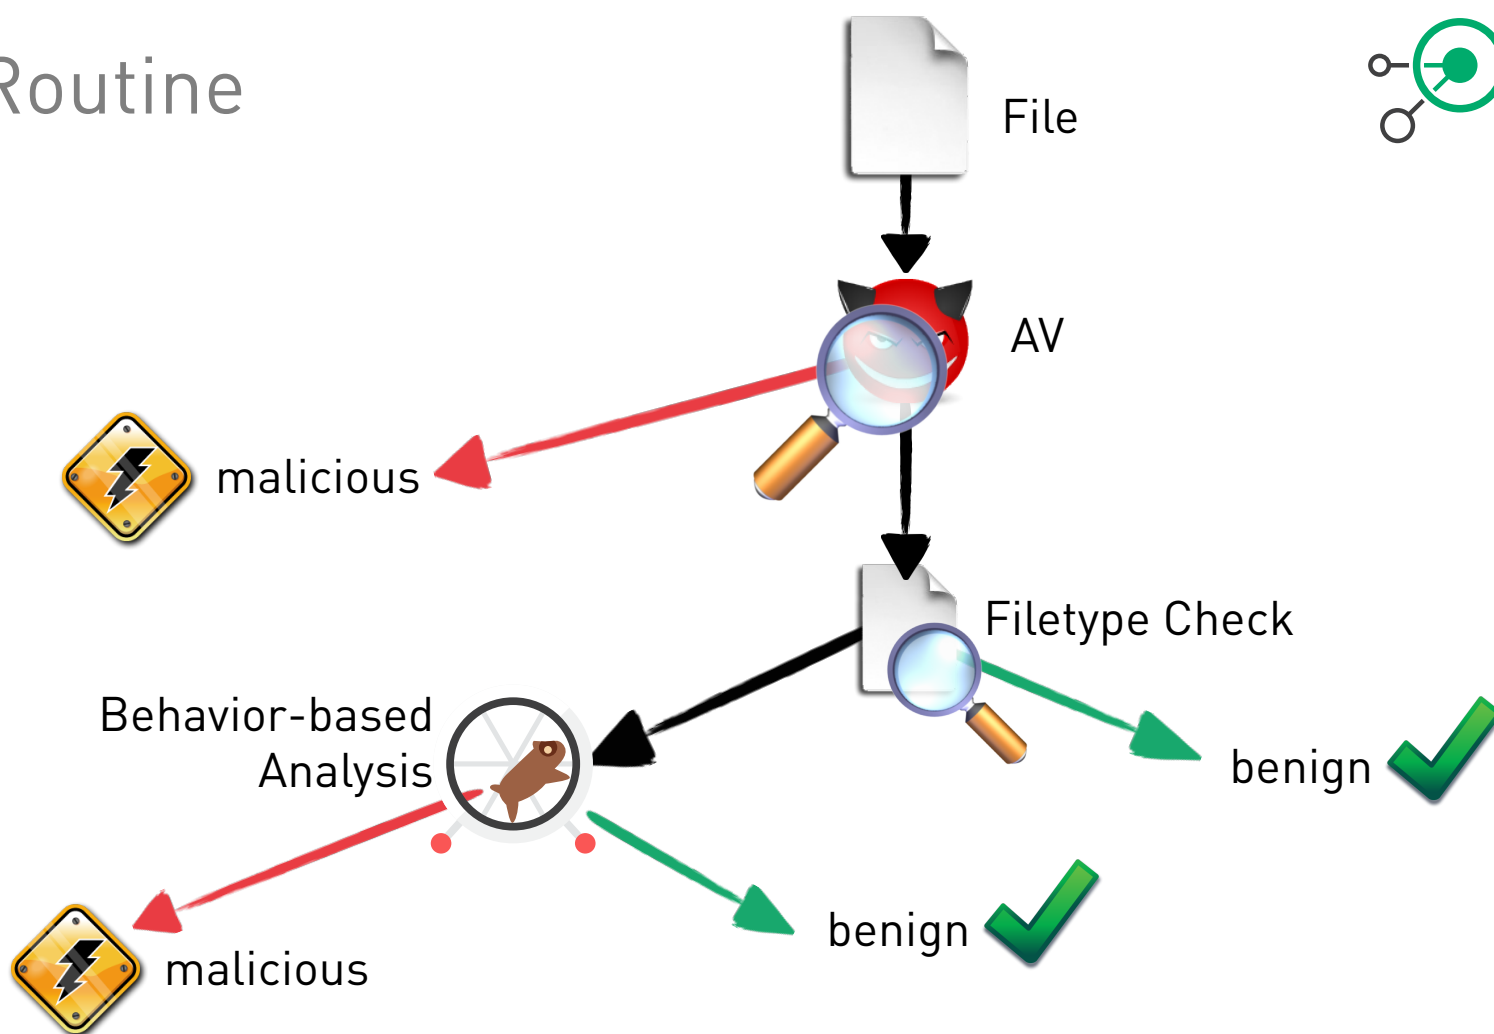 Routine
File
AV
malicious
Filetype Check
Behavior-based
Analysis
benign
benign
malicious